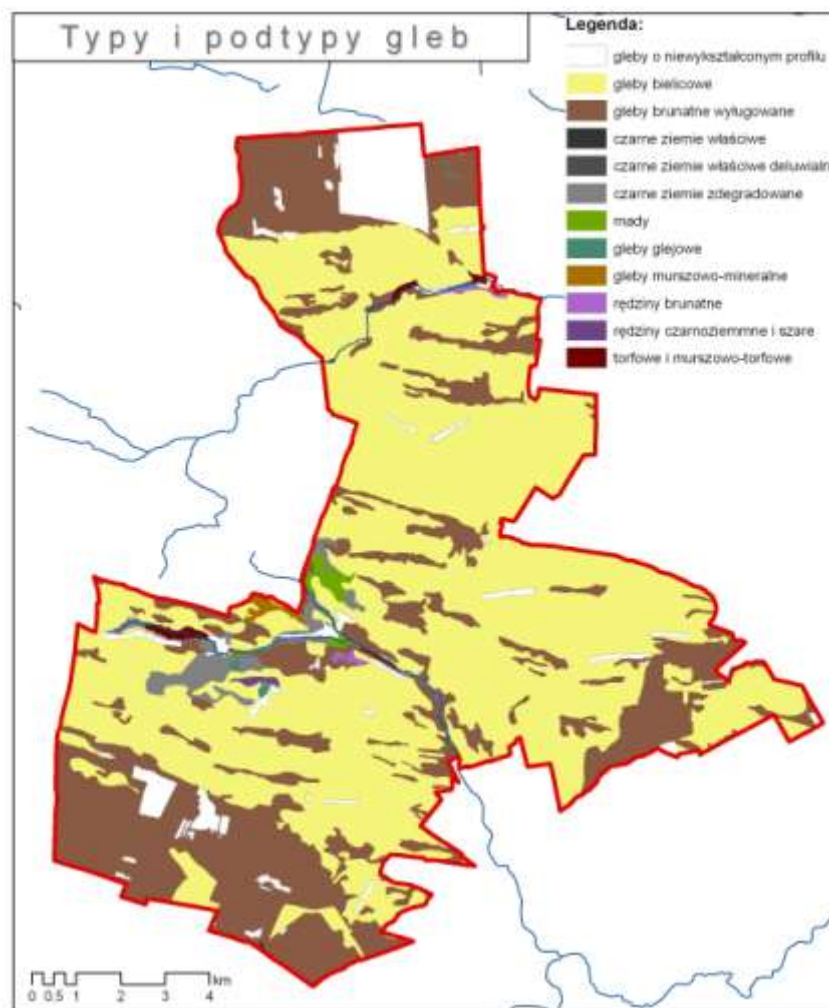 Typy i podtypy gleb
Legenda:
gleby o niewykształconym profilu
gleby bielicowe
gleby brunatne wyługowane
czarne ziemie właściwe
czarne ziemie właściwe deluwialn
czarne ziemie zdegradowane
mady
gleby glejowe
gleby murszowo-mineralne
rędziny brunatne
rędziny czarnoziemmne i szare
torfowe i murszowo-torfowe
km
0 0.5 1 2 3 4